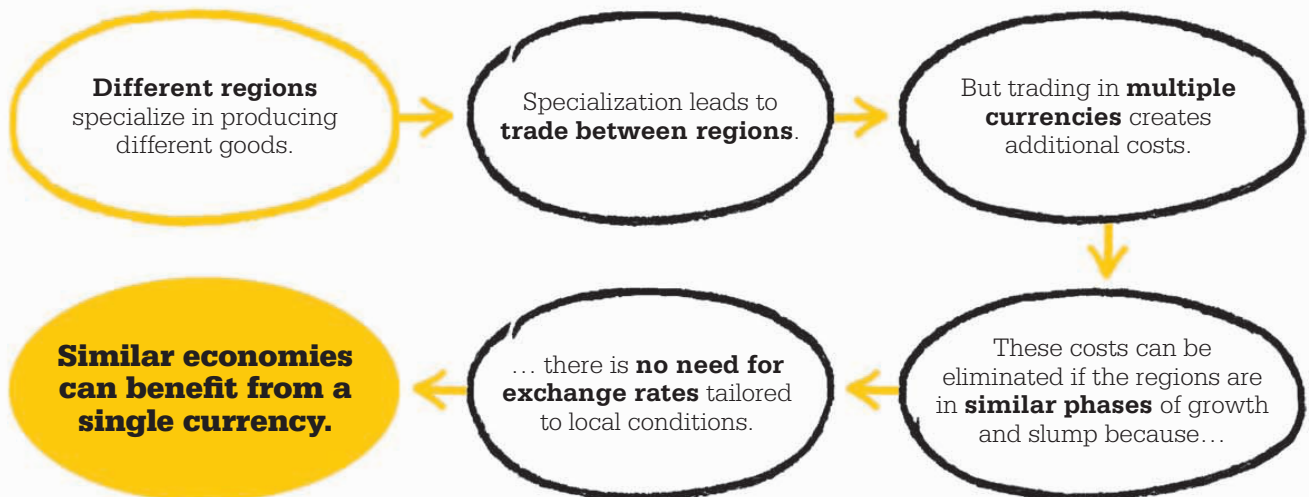 Different regions
specialize in producing
different goods.
Specialization leads to
trade between regions.
But trading in multiple
currencies creates
additional costs.
These costs can be
eliminated if the regions are
in similar phases of growth
and slump because…
… there is no need for
exchange rates tailored
to local conditions.
Similar economies
can benefit from a
single currency.